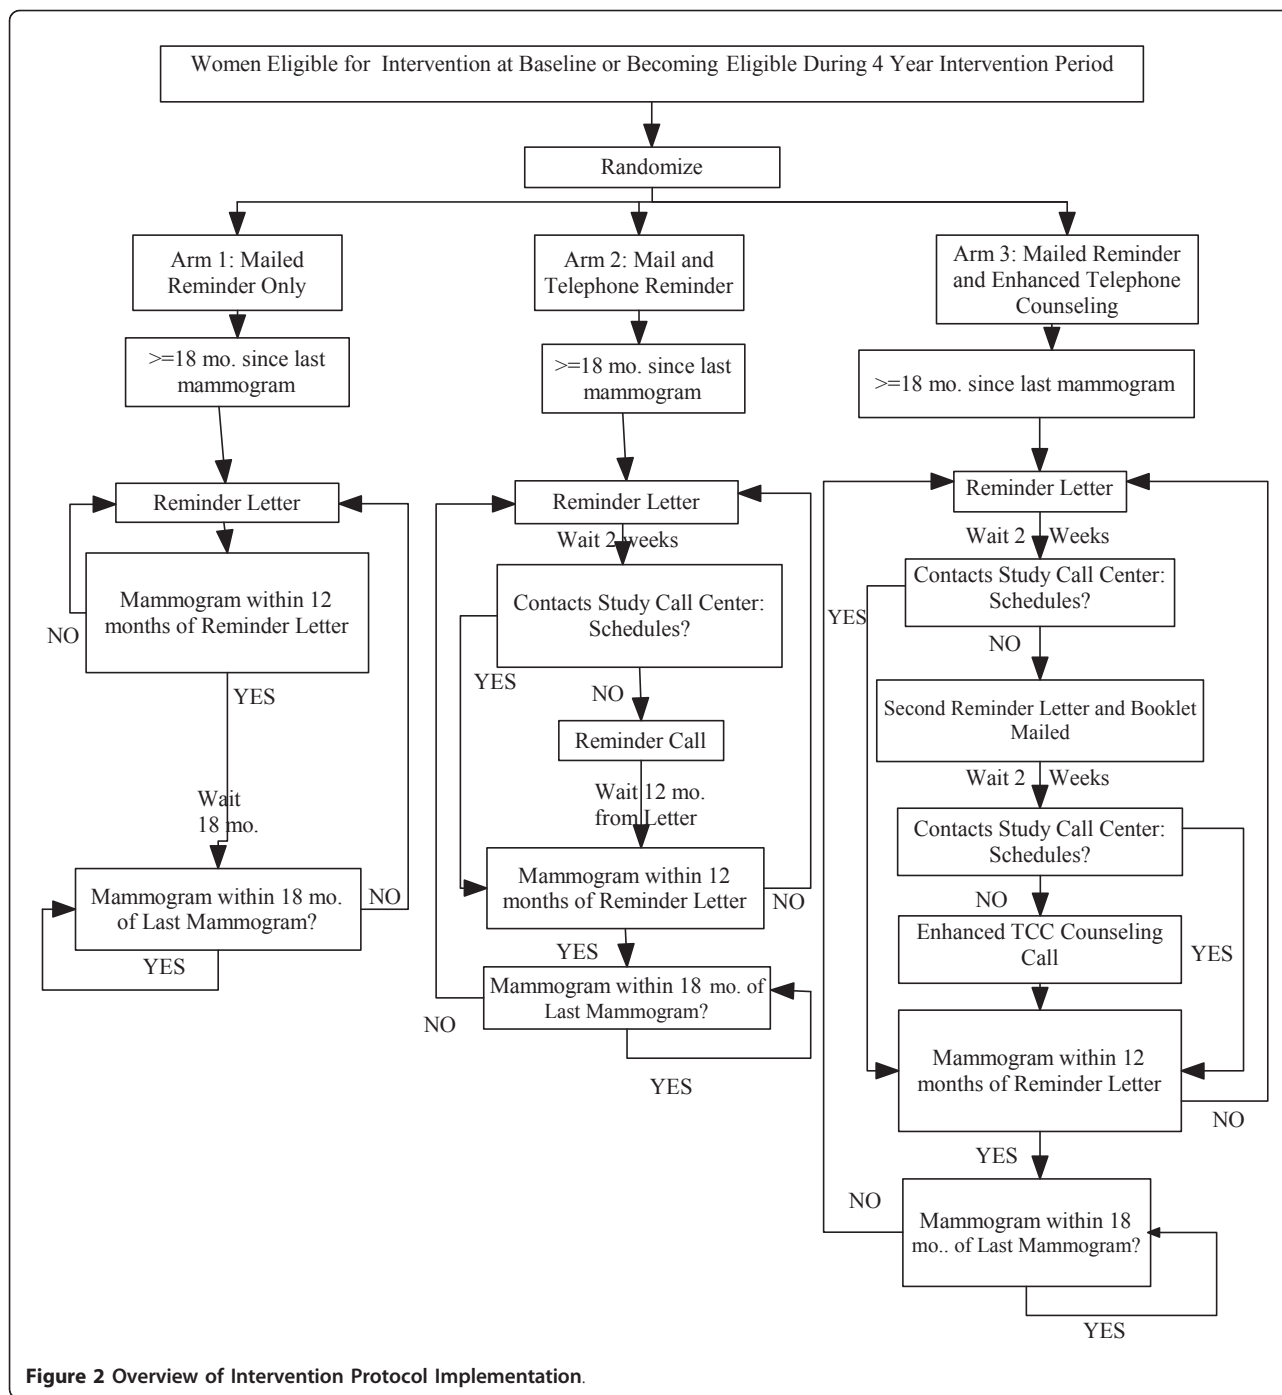 Women Eligible for Intervention at Baseline or Becoming Eligible During 4 Year Intervention Period
Randomize
Arm 1: Mailed
Reminder Only
>=18 mo. since last
mammogram
Reminder Letter
Mammogram within 12
months of Reminder Letter
NO
YES
Wait
18 mo.
Mammogram within 18 mo.
of Last Mammogram?
NO
YES
Arm 2: Mail and
Telephone Reminder
>=18 mo. since last
mammogram
Reminder Letter
Wait 2 weeks
Contacts Study Call Center:
Schedules?
YES
NO
Reminder Call
Wait 12 mo.
from Letter
Mammogram within 12
months of Reminder Letter
NO
YES
Mammogram within 18 mo. of
Last Mammogram?
NO
YES
Arm 3: Mailed Reminder
and Enhanced Telephone
Counseling
>=18 mo. since last mammogram
Reminder Letter
Wait 2 Weeks
Contacts Study Call Center:
Schedules?
YES
NO
Second Reminder Letter and Booklet
Mailed
Wait 2 Weeks
Contacts Study Call Center:
Schedules?
NO
YES
Enhanced TCC Counseling
Call
Mammogram within 12
months of Reminder Letter
NO
YES
Mammogram within 18
mo.. of Last Mammogram?
NO
YES
Figure 2 Overview of Intervention Protocol Implementation.